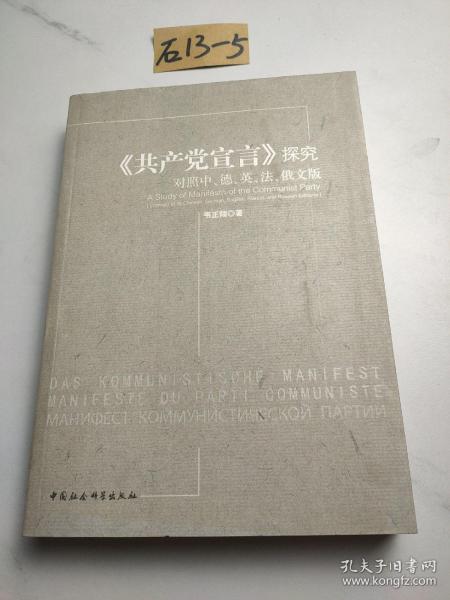 石13-5
《共产党宣言》探究
对照中、德、英、法、俄文版
A Study of Manifesto of the Communist Party
韦正翔◎著
DAS KOMMUNISTISCHE MANIFEST
MANIFESTE DU PARTI COMMUNISTE
МАНИФЕСТ КОММУНИСТИЧЕСКОЙ ПАРТИИ
中国社会科学出版社
孔夫子旧书网
www.kongfz.com